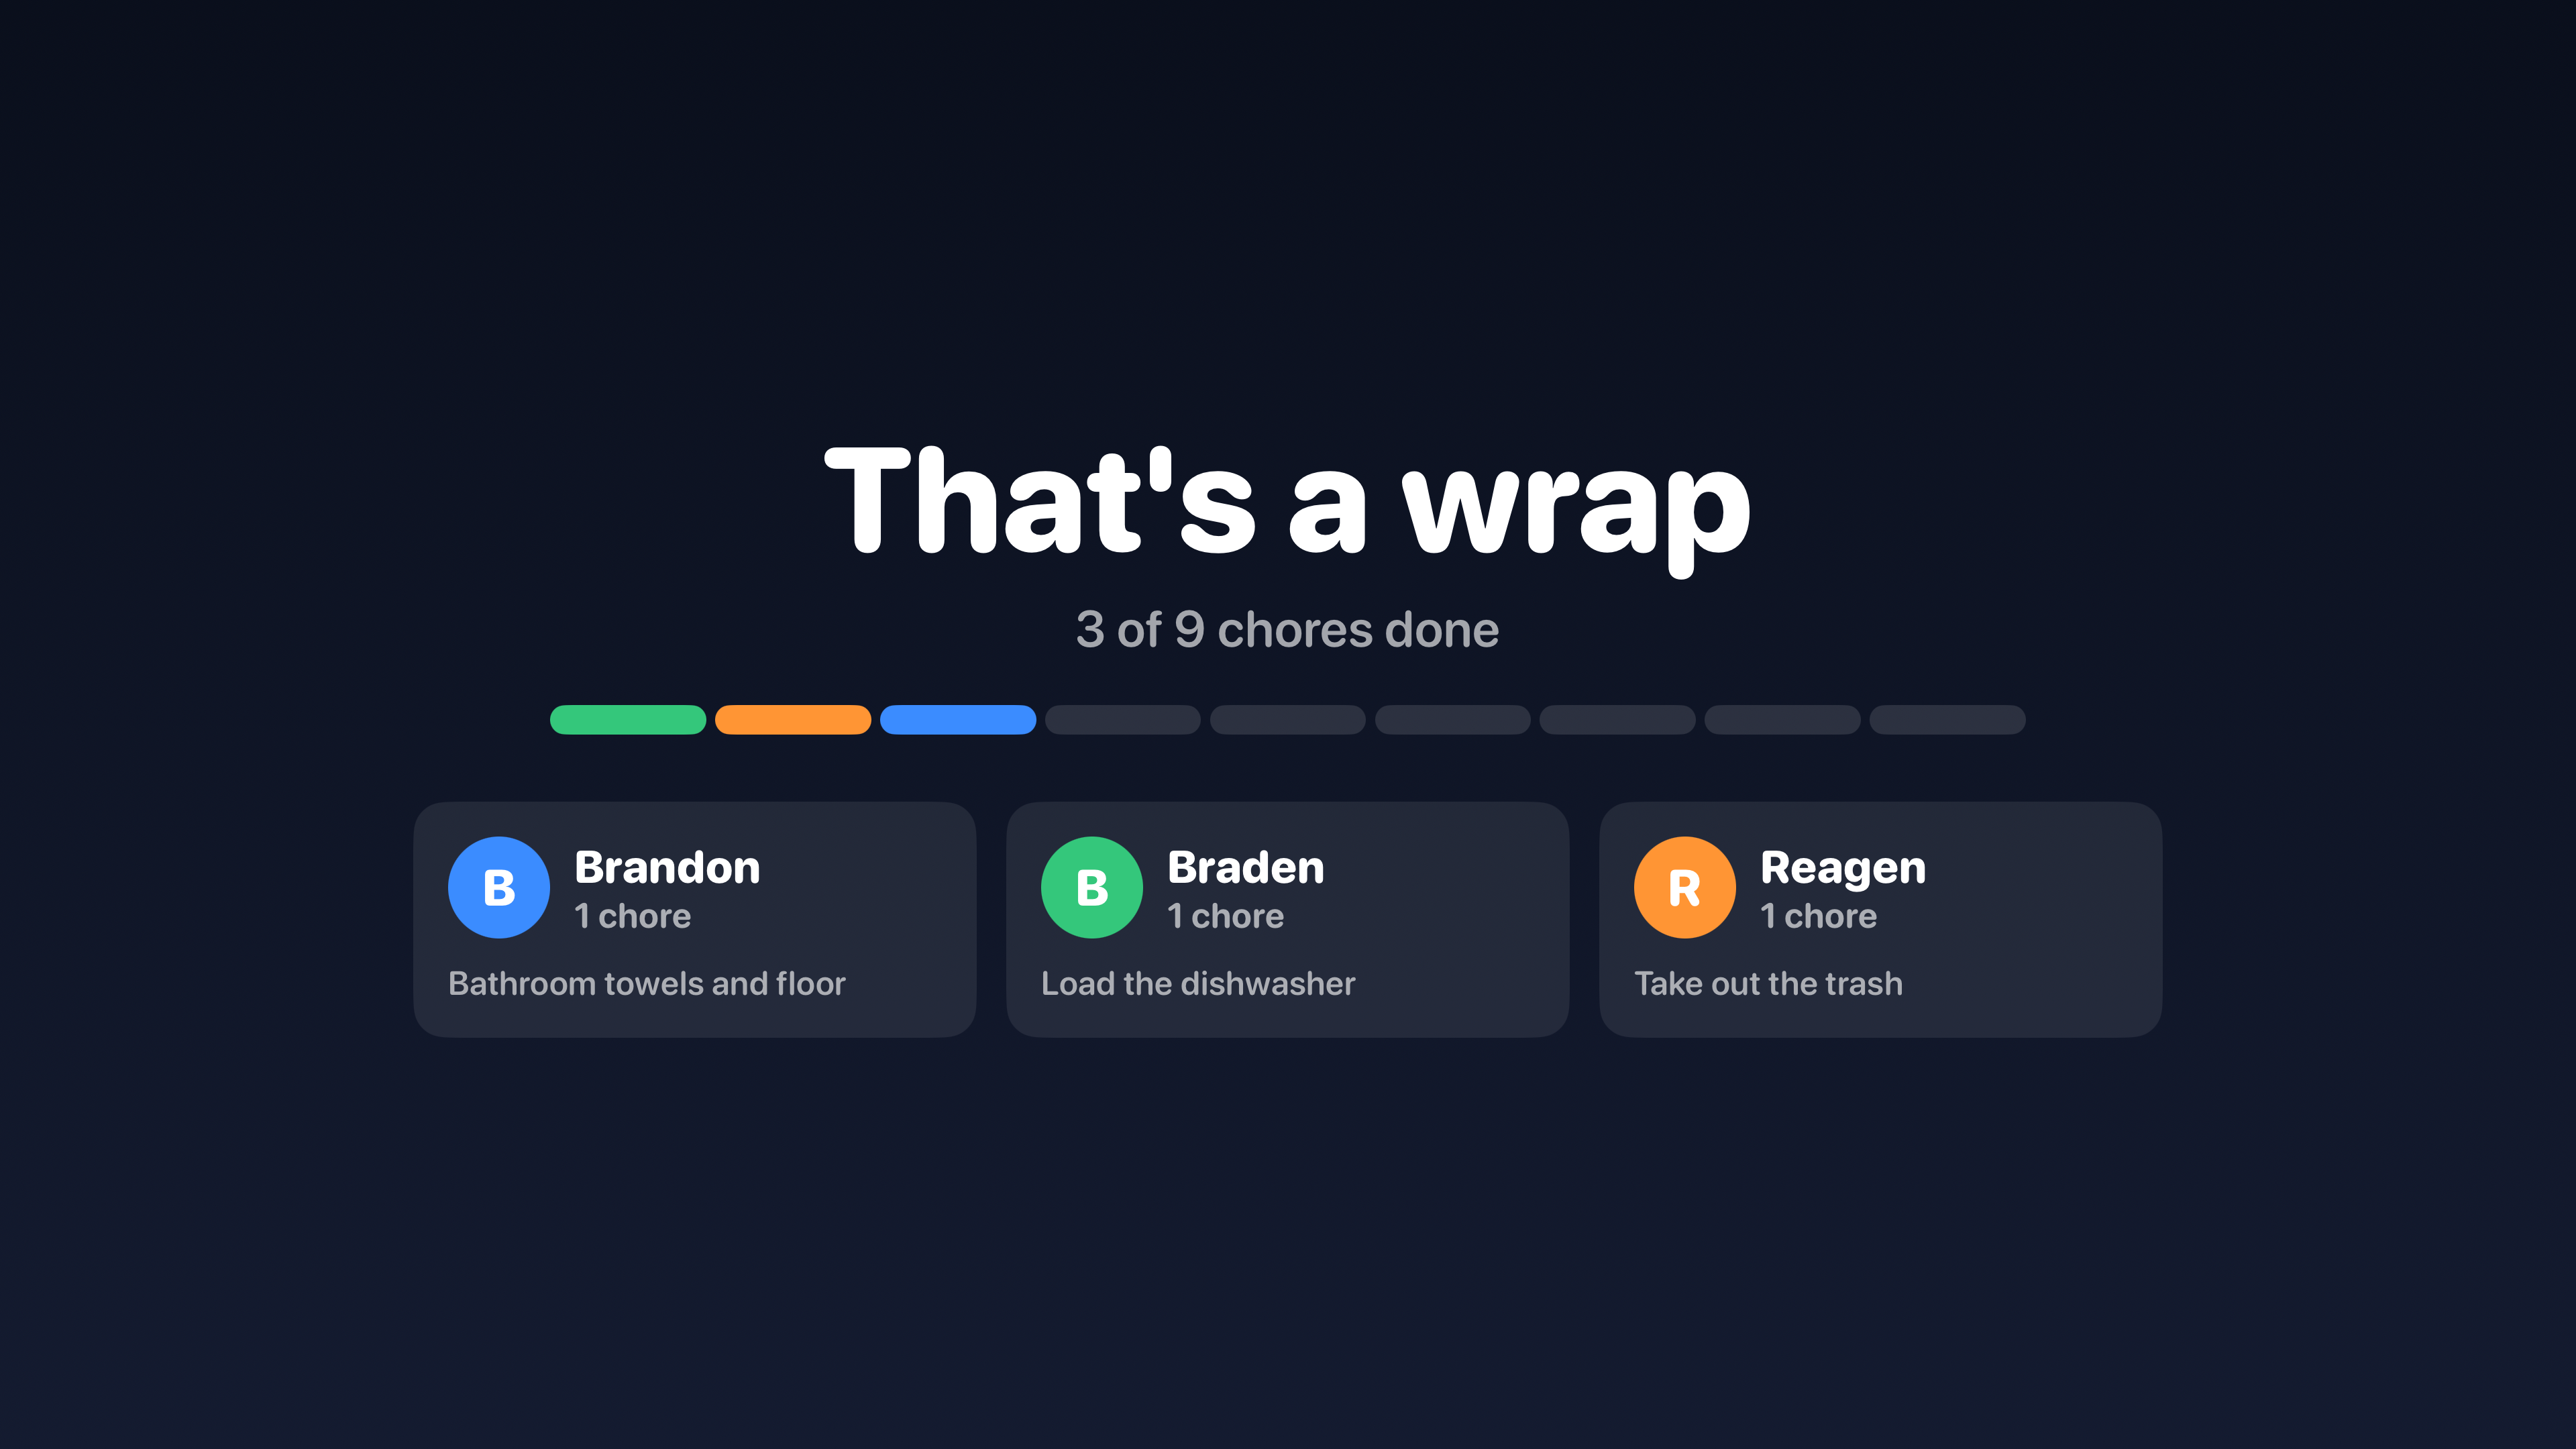 That's a wrap
3 of 9 chores done
B
Brandon
1 chore
Bathroom towels and floor
B
Braden
1 chore
Load the dishwasher
R
Reagen
1 chore
Take out the trash